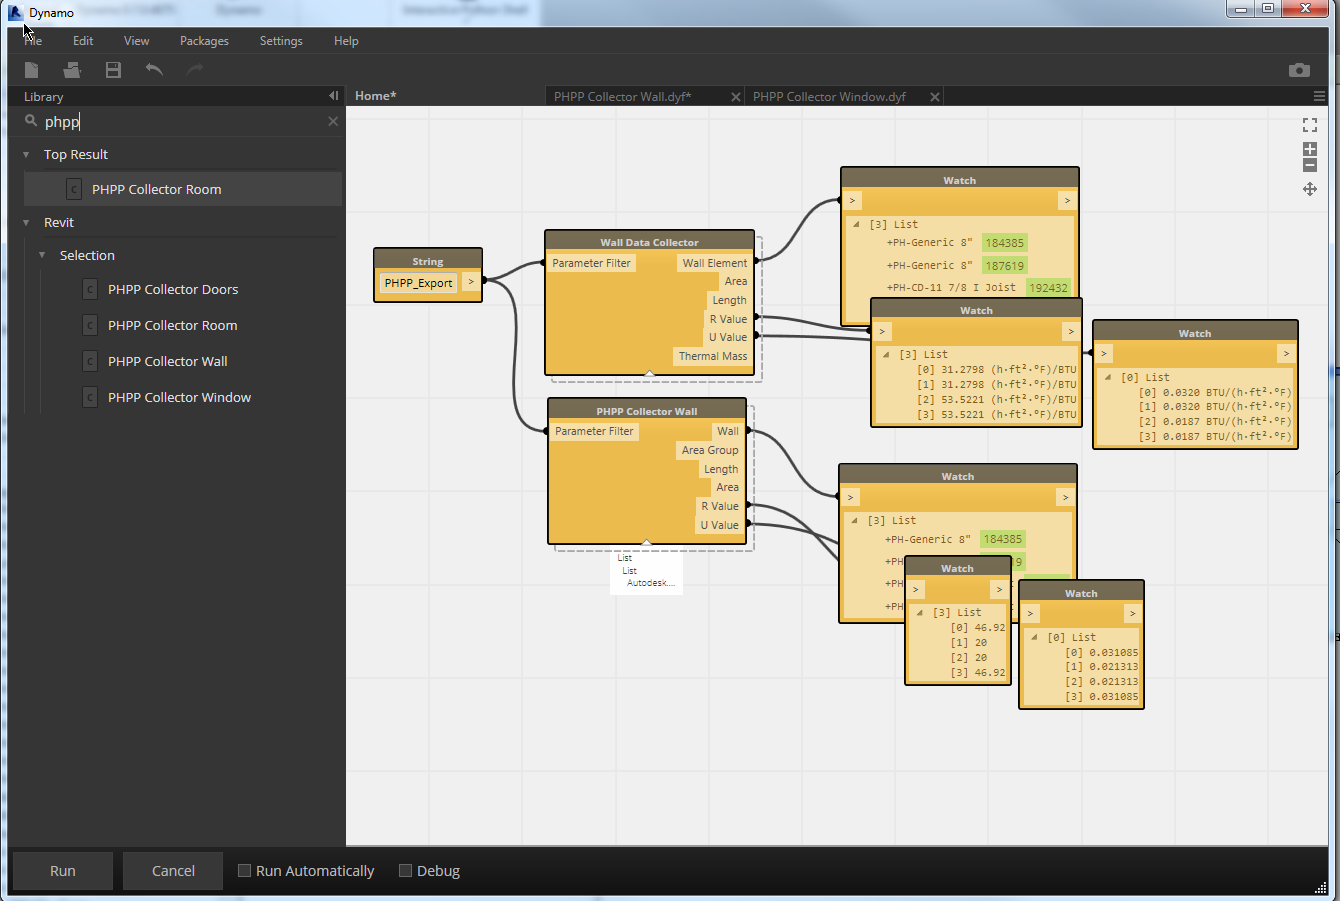 Dynamo
File Edit View Packages Settings Help
Library
Home* PHPP Collector Wall.dyf* PHPP Collector Window.dyf
phpp
Top Result
c PHPP Collector Room
Revit
Selection
c PHPP Collector Doors
c PHPP Collector Room
c PHPP Collector Wall
c PHPP Collector Window
String
PHPP_Export >
Wall Data Collector
Parameter Filter Wall Element
Area
Length
R Value
U Value
Thermal Mass
Watch
> >
[3] List
+PH-Generic 8" 184385
+PH-Generic 8" 187619
+PH-CD-11 7/8 I Joist 192432
Watch
> >
[3] List
[0] 31.2798 (h·ft²·°F)/BTU
[1] 31.2798 (h·ft²·°F)/BTU
[2] 53.5221 (h·ft²·°F)/BTU
[3] 53.5221 (h·ft²·°F)/BTU
Watch
> >
[0] List
[0] 0.0320 BTU/(h·ft²·°F)
[1] 0.0320 BTU/(h·ft²·°F)
[2] 0.0187 BTU/(h·ft²·°F)
[3] 0.0187 BTU/(h·ft²·°F)
PHPP Collector Wall
Parameter Filter Wall
Area Group
Length
Area
R Value
U Value
List
List
Autodesk....
Watch
> >
[3] List
+PH-Generic 8" 184385
+PH 19
+PH
+PH
Watch
> >
[3] List
[0] 46.92
[1] 20
[2] 20
[3] 46.92
Watch
> >
[0] List
[0] 0.031085
[1] 0.021313
[2] 0.021313
[3] 0.031085
Run Cancel Run Automatically Debug